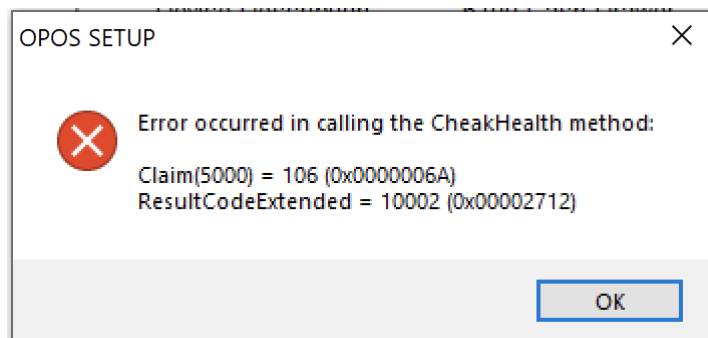 OPOS SETUP
Error occurred in calling the CheakHealth method:
Claim(5000) = 106 (0x0000006A)
ResultCodeExtended = 10002 (0x00002712)
OK